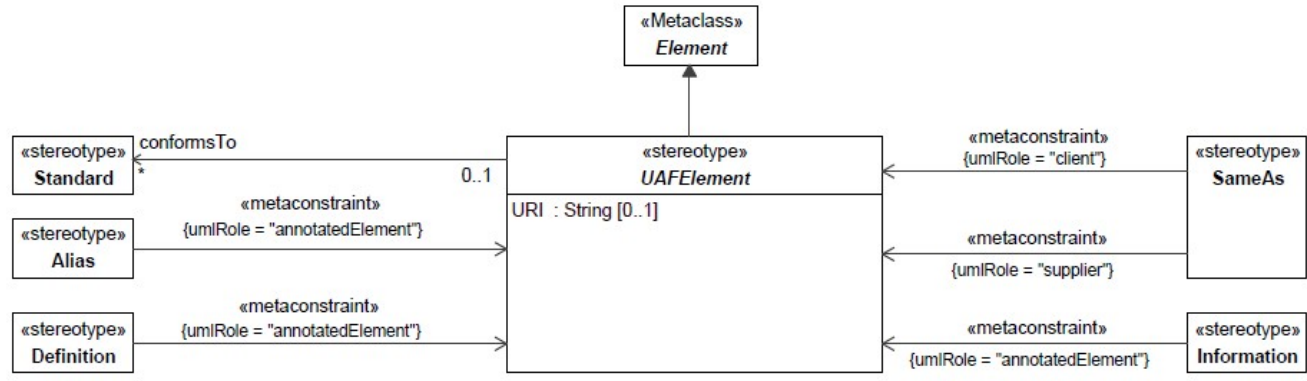 «Metaclass»
Element
«stereotype»
Standard
conformsTo
*
0..1
«stereotype»
UAFElement
URI : String [0..1]
«metaconstraint»
{umlRole = "client"}
«stereotype»
SameAs
«metaconstraint»
{umlRole = "supplier"}
«stereotype»
Alias
«metaconstraint»
{umlRole = "annotatedElement"}
«stereotype»
Definition
«metaconstraint»
{umlRole = "annotatedElement"}
«metaconstraint»
{umlRole = "annotatedElement"}
«stereotype»
Information